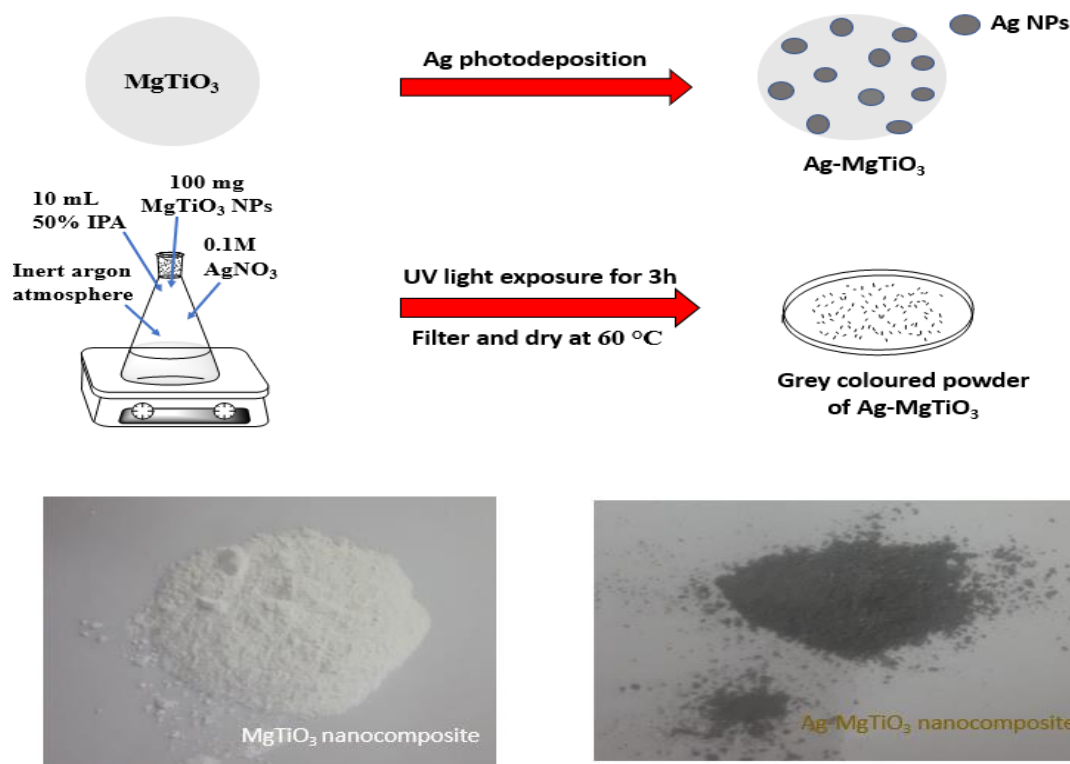 MgTiO₃
Ag photodeposition
Ag NPs
Ag-MgTiO₃
10 mL
50% IPA
100 mg
MgTiO₃ NPs
0.1M
AgNO₃
Inert argon
atmosphere
UV light exposure for 3h
Filter and dry at 60 °C
Grey coloured powder
of Ag-MgTiO₃
MgTiO₃ nanocomposite
Ag-MgTiO₃ nanocomposite